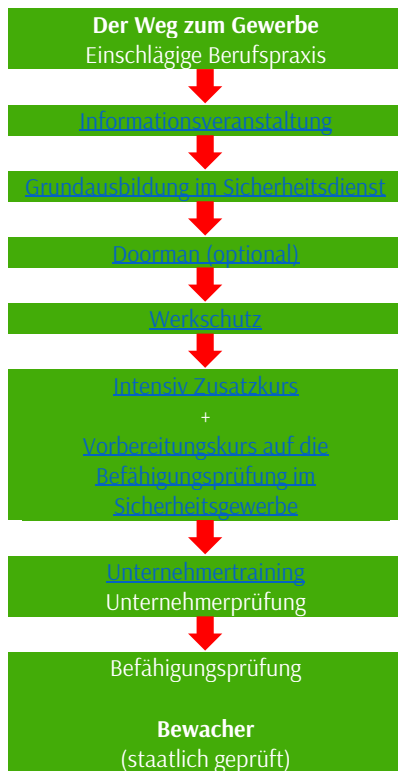 Der Weg zum Gewerbe
Einschlägige Berufspraxis
Informationsveranstaltung
Grundausbildung im Sicherheitsdienst
Doorman (optional)
Werkschutz
Intensiv Zusatzkurs
+
Vorbereitungskurs auf die
Befähigungsprüfung im
Sicherheitsgewerbe
Unternehmertraining
Unternehmerprüfung
Befähigungsprüfung
Bewacher
(staatlich geprüft)